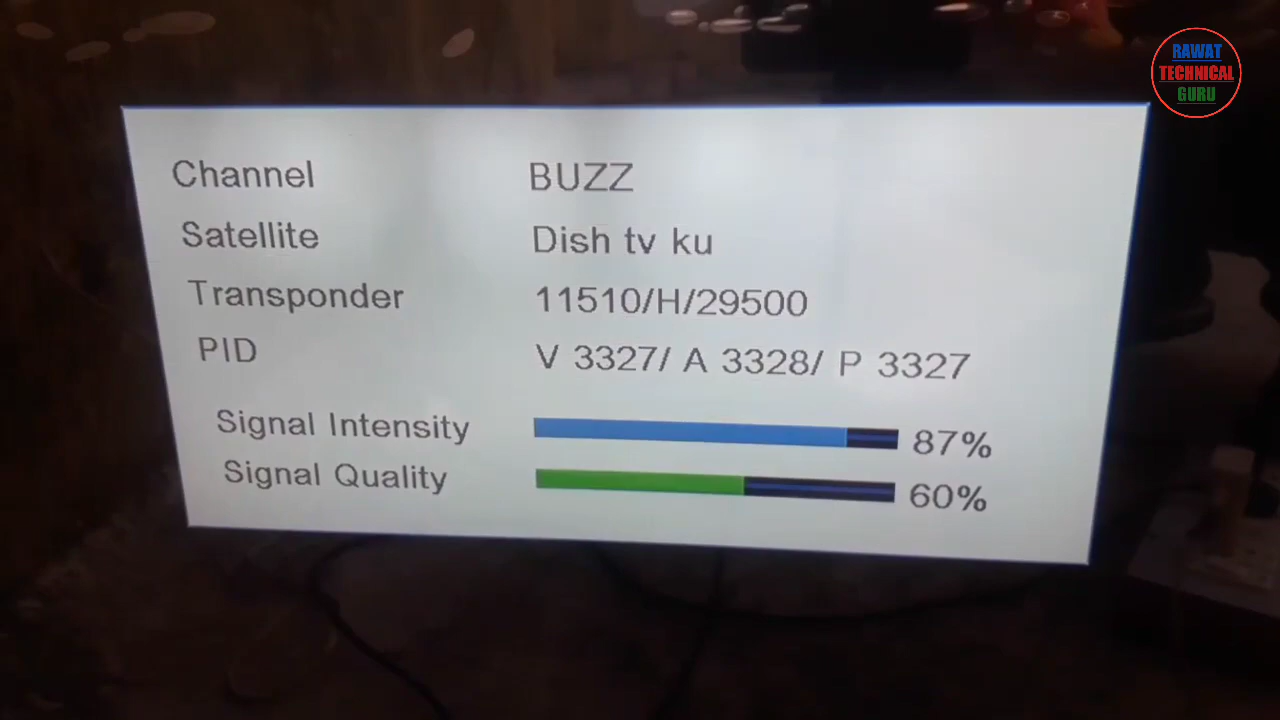 RAWAT
TECHNICAL
GURU
Channel BUZZ
Satellite Dish tv ku
Transponder 11510/H/29500
PID V 3327/ A 3328/ P 3327
Signal Intensity 87%
Signal Quality 60%